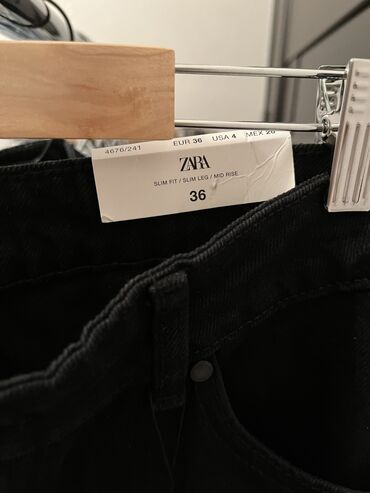 4676/241 EUR 36 USA 4 MEX 26
ZARA
SLIM FIT / SLIM LEG / MID RISE
36